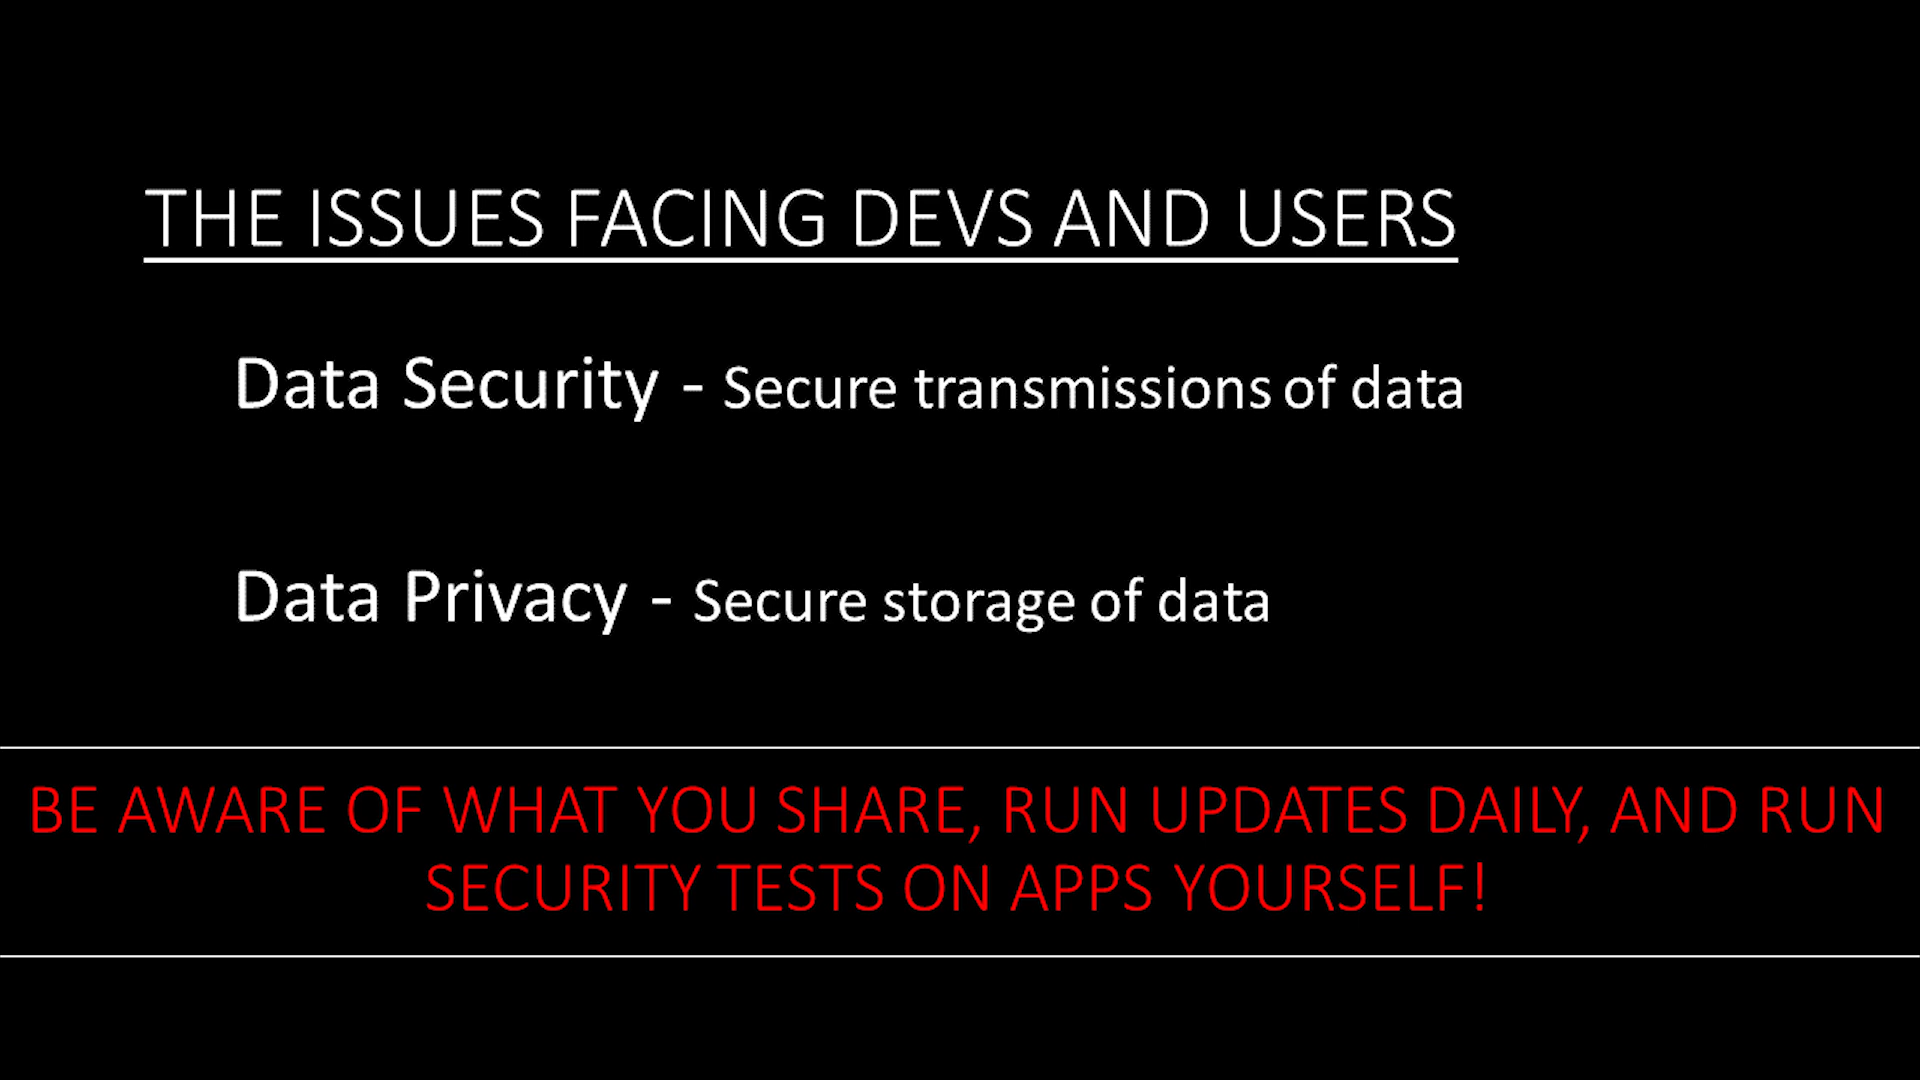 THE ISSUES FACING DEVS AND USERS
Data Security - Secure transmissions of data
Data Privacy - Secure storage of data
BE AWARE OF WHAT YOU SHARE, RUN UPDATES DAILY, AND RUN
SECURITY TESTS ON APPS YOURSELF!